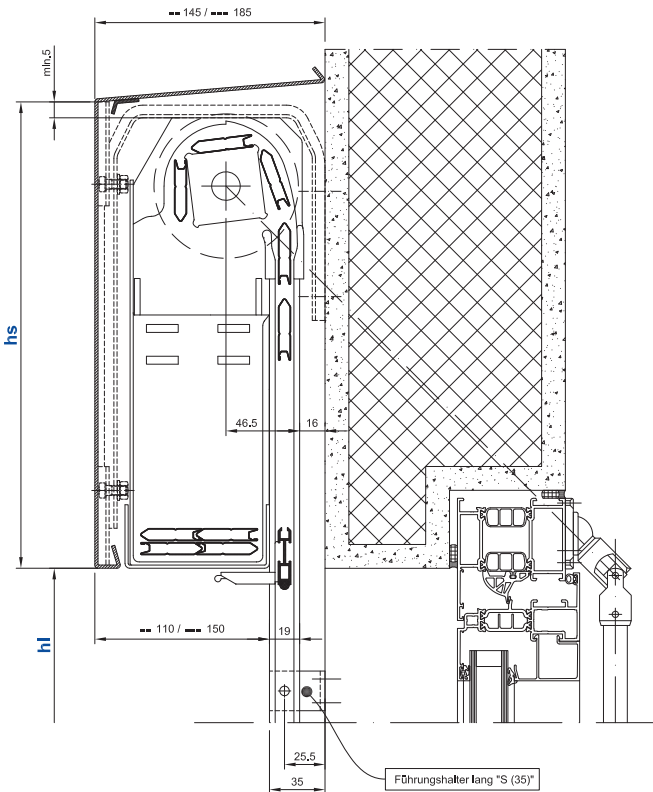 -- 145 / --- 185
min.5
hs
46.5
16
-- 110 / --- 150
19
hl
25.5
35
Führungshalter lang "S (35)"